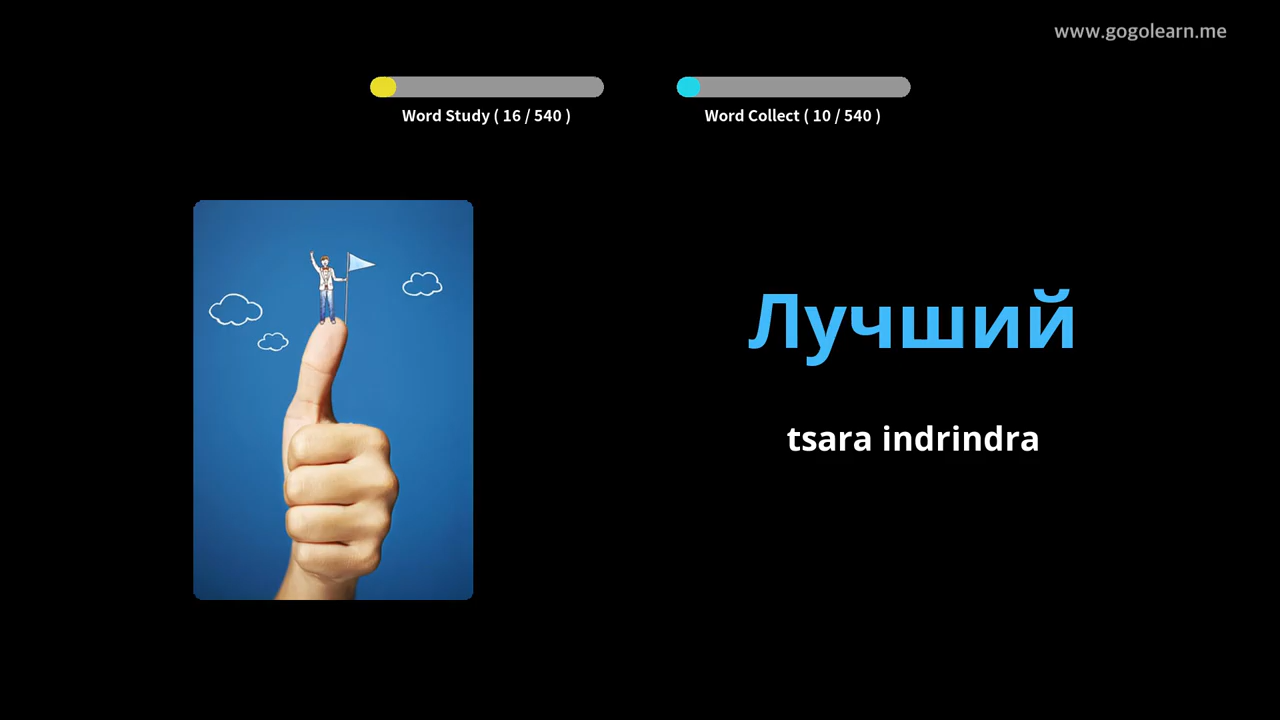 www.gogolearn.me
Word Study ( 16 / 540 )
Word Collect ( 10 / 540 )
Лучший
tsara indrindra